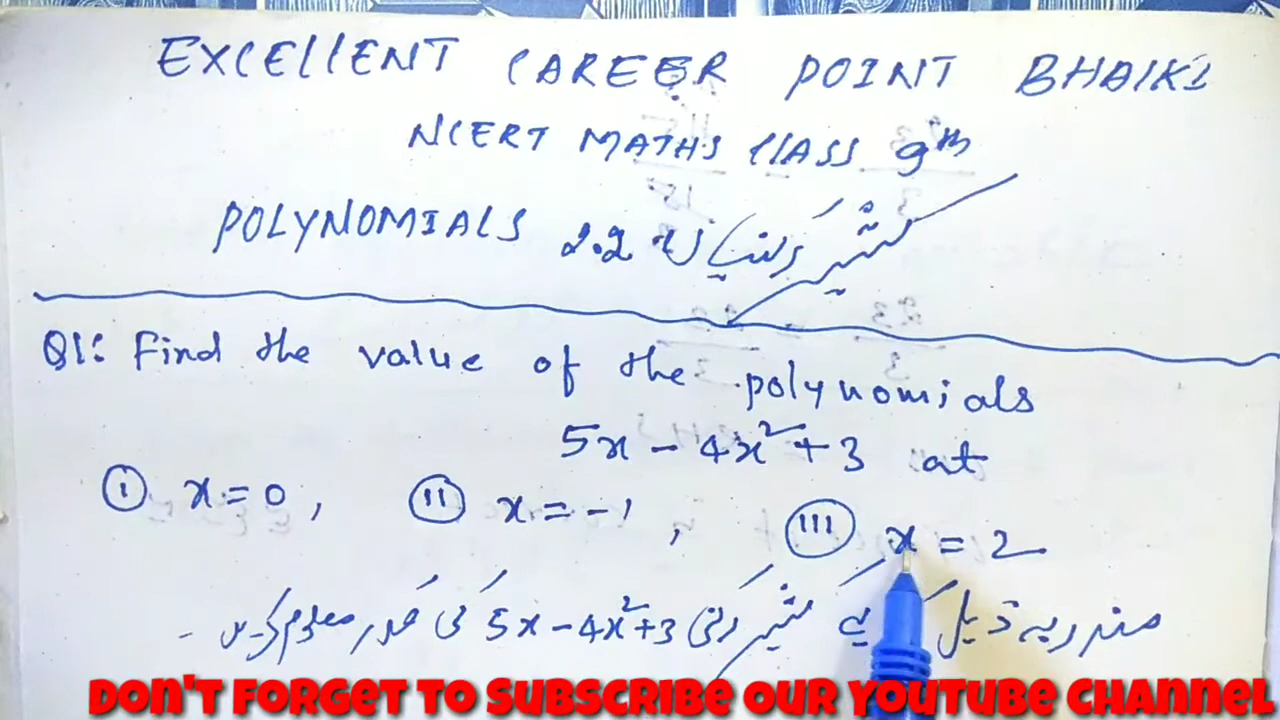 EXCELLENT CAREER POINT BHAIKI
NCERT MATHS CLASS 9th
POLYNOMIALS 2.2 کثیر رکنیاں
Q1: Find the value of the polynomials
5x - 4x² + 3 at
(i) x = 0, (ii) x = -1, (iii) x = 2
مندرجہ ذیل کے لیے کثیر رکنی 5x - 4x² + 3 کی قدر معلوم کریں -
DON'T FORGET TO SUBSCRIBE OUR YOUTUBE CHANNEL